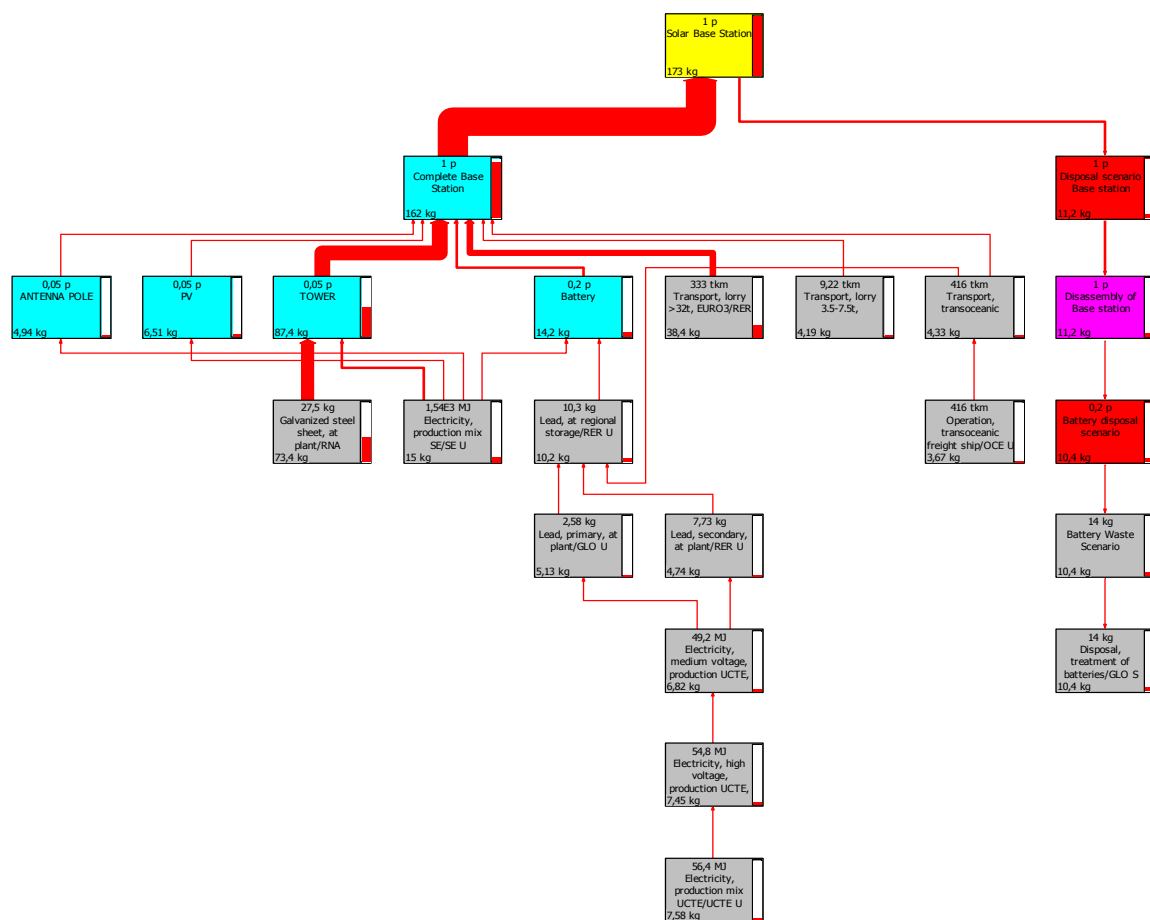 1 p
Solar Base Station
173 kg
1 p
Complete Base
Station
162 kg
1 p
Disposal scenario
Base station
11,2 kg
0,05 p
ANTENNA POLE
4,94 kg
0,05 p
PV
6,51 kg
0,05 p
TOWER
87,4 kg
0,2 p
Battery
14,2 kg
333 tkm
Transport, lorry
>32t, EURO3/RER
38,4 kg
9,22 tkm
Transport, lorry
3.5-7.5t,
4,19 kg
416 tkm
Transport,
transoceanic
4,33 kg
1 p
Disassembly of
Base station
11,2 kg
27,5 kg
Galvanized steel
sheet, at
plant/RNA
73,4 kg
1,54E3 MJ
Electricity,
production mix
SE/SE U
15 kg
10,3 kg
Lead, at regional
storage/RER U
10,2 kg
416 tkm
Operation,
transoceanic
freight ship/OCE U
3,67 kg
0,2 p
Battery disposal
scenario
10,4 kg
2,58 kg
Lead, primary, at
plant/GLO U
5,13 kg
7,73 kg
Lead, secondary,
at plant/RER U
4,74 kg
14 kg
Battery Waste
Scenario
10,4 kg
49,2 MJ
Electricity,
medium voltage,
production UCTE,
6,82 kg
14 kg
Disposal,
treatment of
batteries/GLO S
10,4 kg
54,8 MJ
Electricity, high
voltage,
production UCTE,
7,45 kg
56,4 MJ
Electricity,
production mix
UCTE/UCTE U
7,58 kg